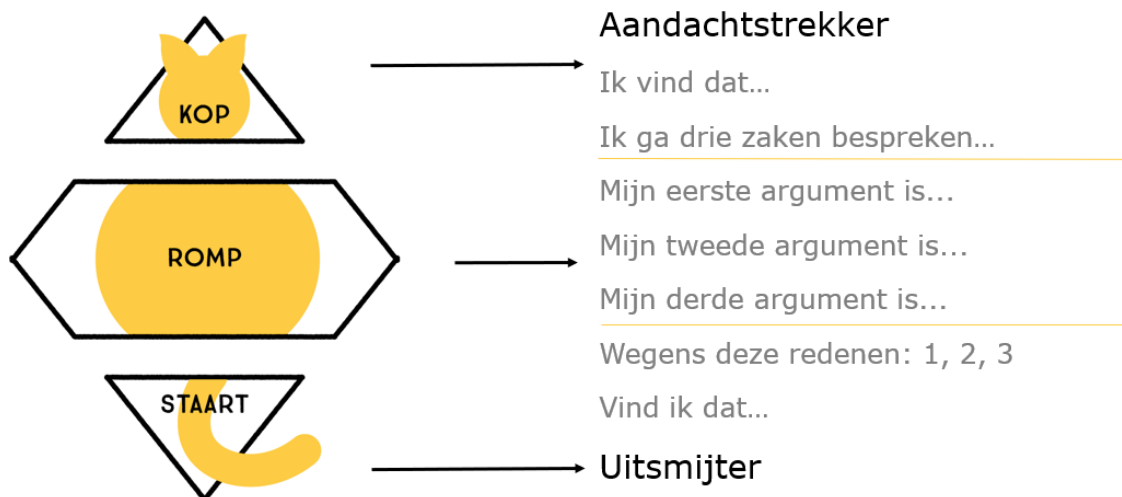 Aandachtstrekker
KOP
Ik vind dat...
Ik ga drie zaken bespreken...
Mijn eerste argument is...
ROMP
Mijn tweede argument is...
Mijn derde argument is...
Wegens deze redenen: 1, 2, 3
STAART
Vind ik dat...
Uitsmijter